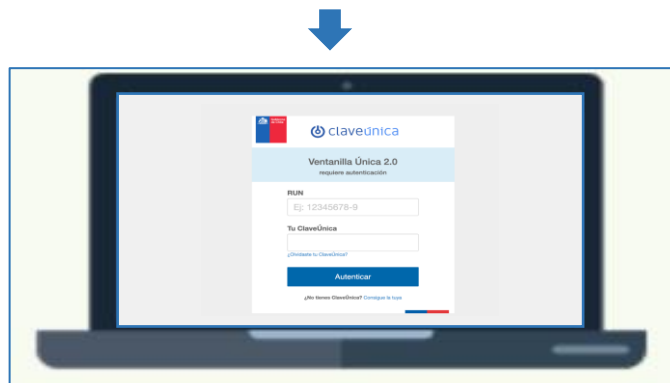 claveúnica
Ventanilla Única 2.0
requiere autenticación
RUN
Ej: 12345678-9
Tu ClaveÚnica
¿Olvidaste tu ClaveÚnica?
Autenticar
¿No tienes ClaveÚnica? Consigue la tuya